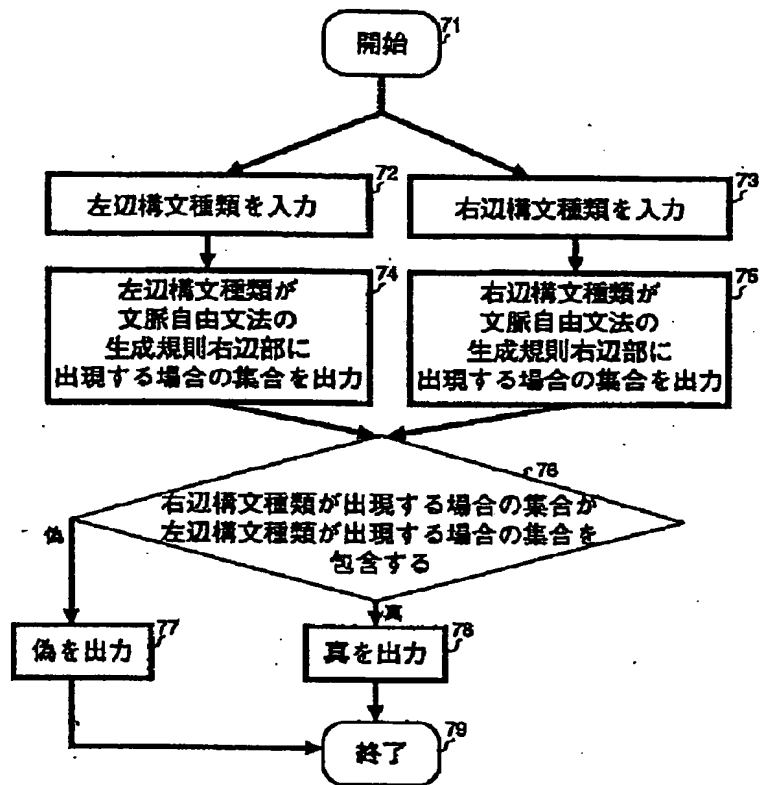 開始
71
72
左辺構文種類を入力
73
右辺構文種類を入力
74
左辺構文種類が
文脈自由文法の
生成規則右辺部に
出現する場合の集合を出力
75
右辺構文種類が
文脈自由文法の
生成規則右辺部に
出現する場合の集合を出力
76
右辺構文種類が出現する場合の集合が
左辺構文種類が出現する場合の集合を
包含する
偽
真
77
偽を出力
78
真を出力
79
終了